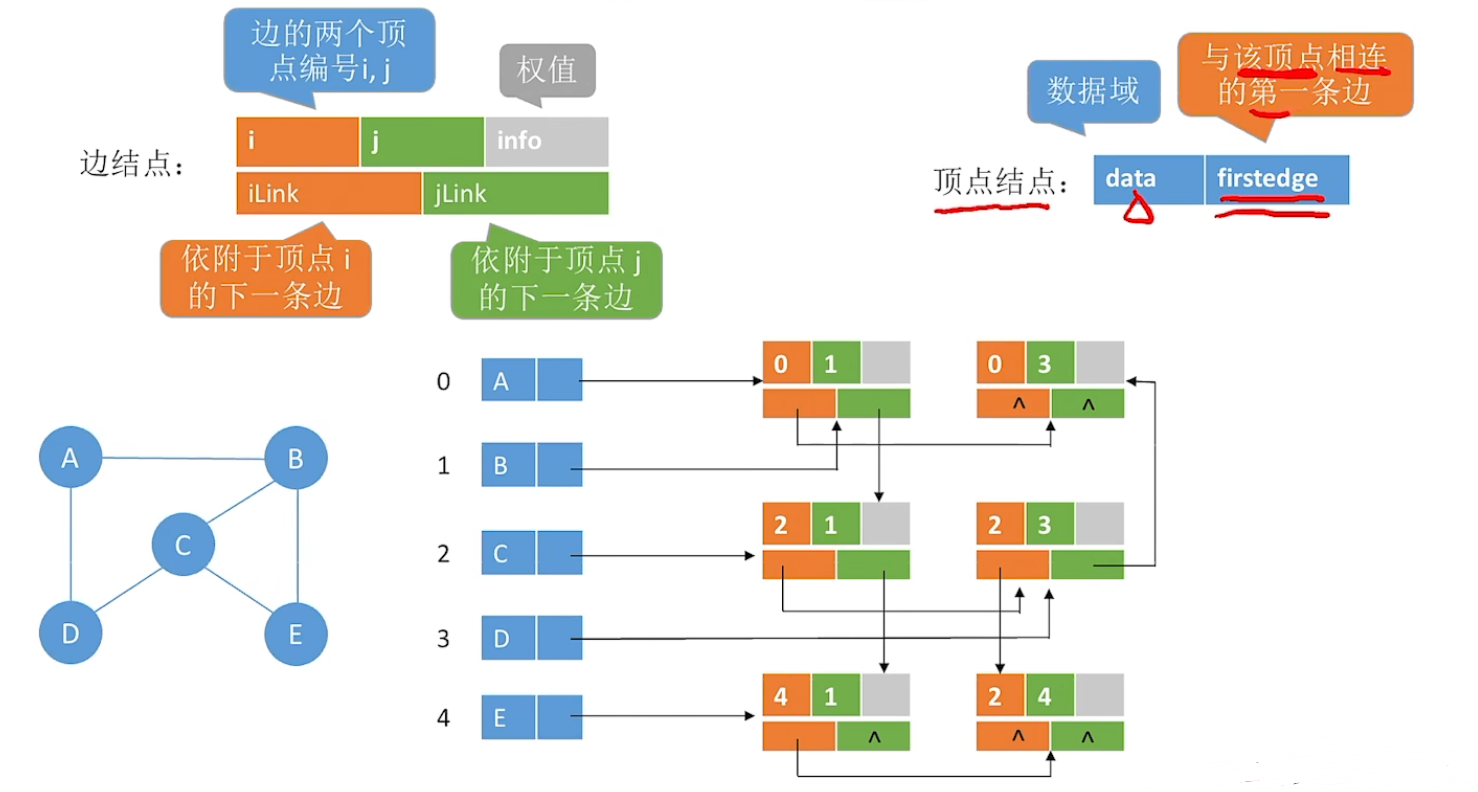 边的两个顶
点编号i, j
权值
数据域
与该顶点相连
的第一条边
边结点：
i j info
iLink jLink
顶点结点：
data firstedge
依附于顶点 i
的下一条边
依附于顶点 j
的下一条边
0 A
0 1
0 3
^ ^
1 B
2 C
2 1
2 3
3 D
4 E
4 1
^
2 4
^ ^
A
B
C
D
E